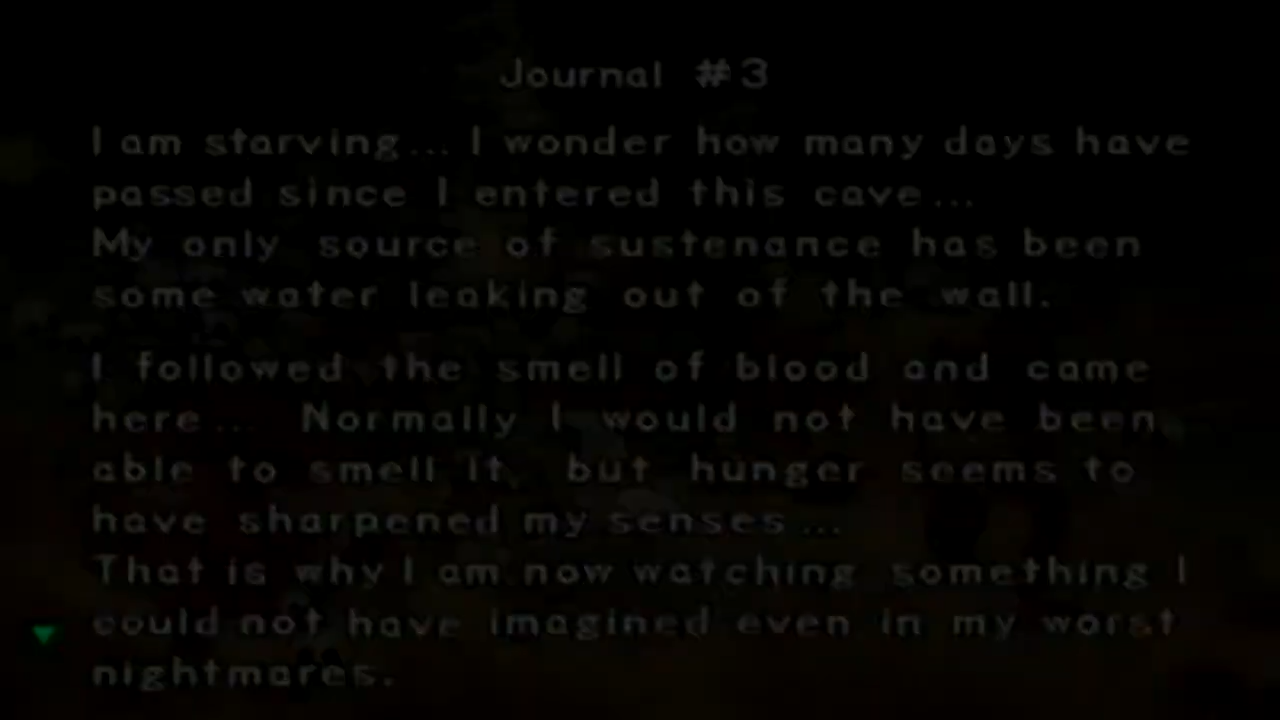 Journal #3
I am starving... I wonder how many days have
passed since I entered this cave...
My only source of sustenance has been
some water leaking out of the wall.
I followed the smell of blood and came
here... Normally I would not have been
able to smell it, but hunger seems to
have sharpened my senses...
That is why I am now watching something I
could not have imagined even in my worst
nightmares.